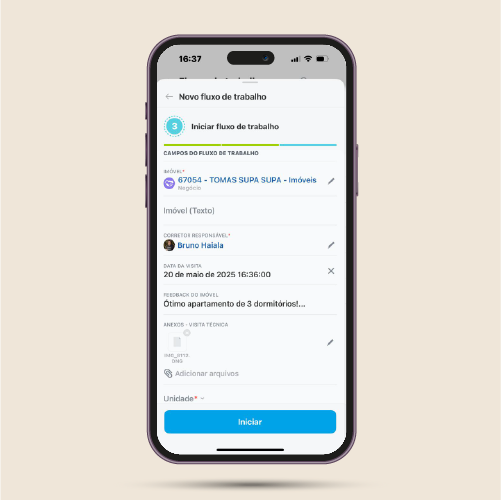 16:37
Novo fluxo de trabalho
3
Iniciar fluxo de trabalho
CAMPOS DO FLUXO DE TRABALHO
IMÓVEL*
67054 - TOMAS SUPA SUPA - Imóveis
Negócio
Imóvel (Texto)
CORRETOR RESPONSÁVEL*
Bruno Haiala
DATA DA VISITA
20 de maio de 2025 16:36:00
FEEDBACK DO IMÓVEL
Ótimo apartamento de 3 dormitórios!...
ANEXOS - VISITA TÉCNICA
Adicionar arquivos
Unidade*
Iniciar